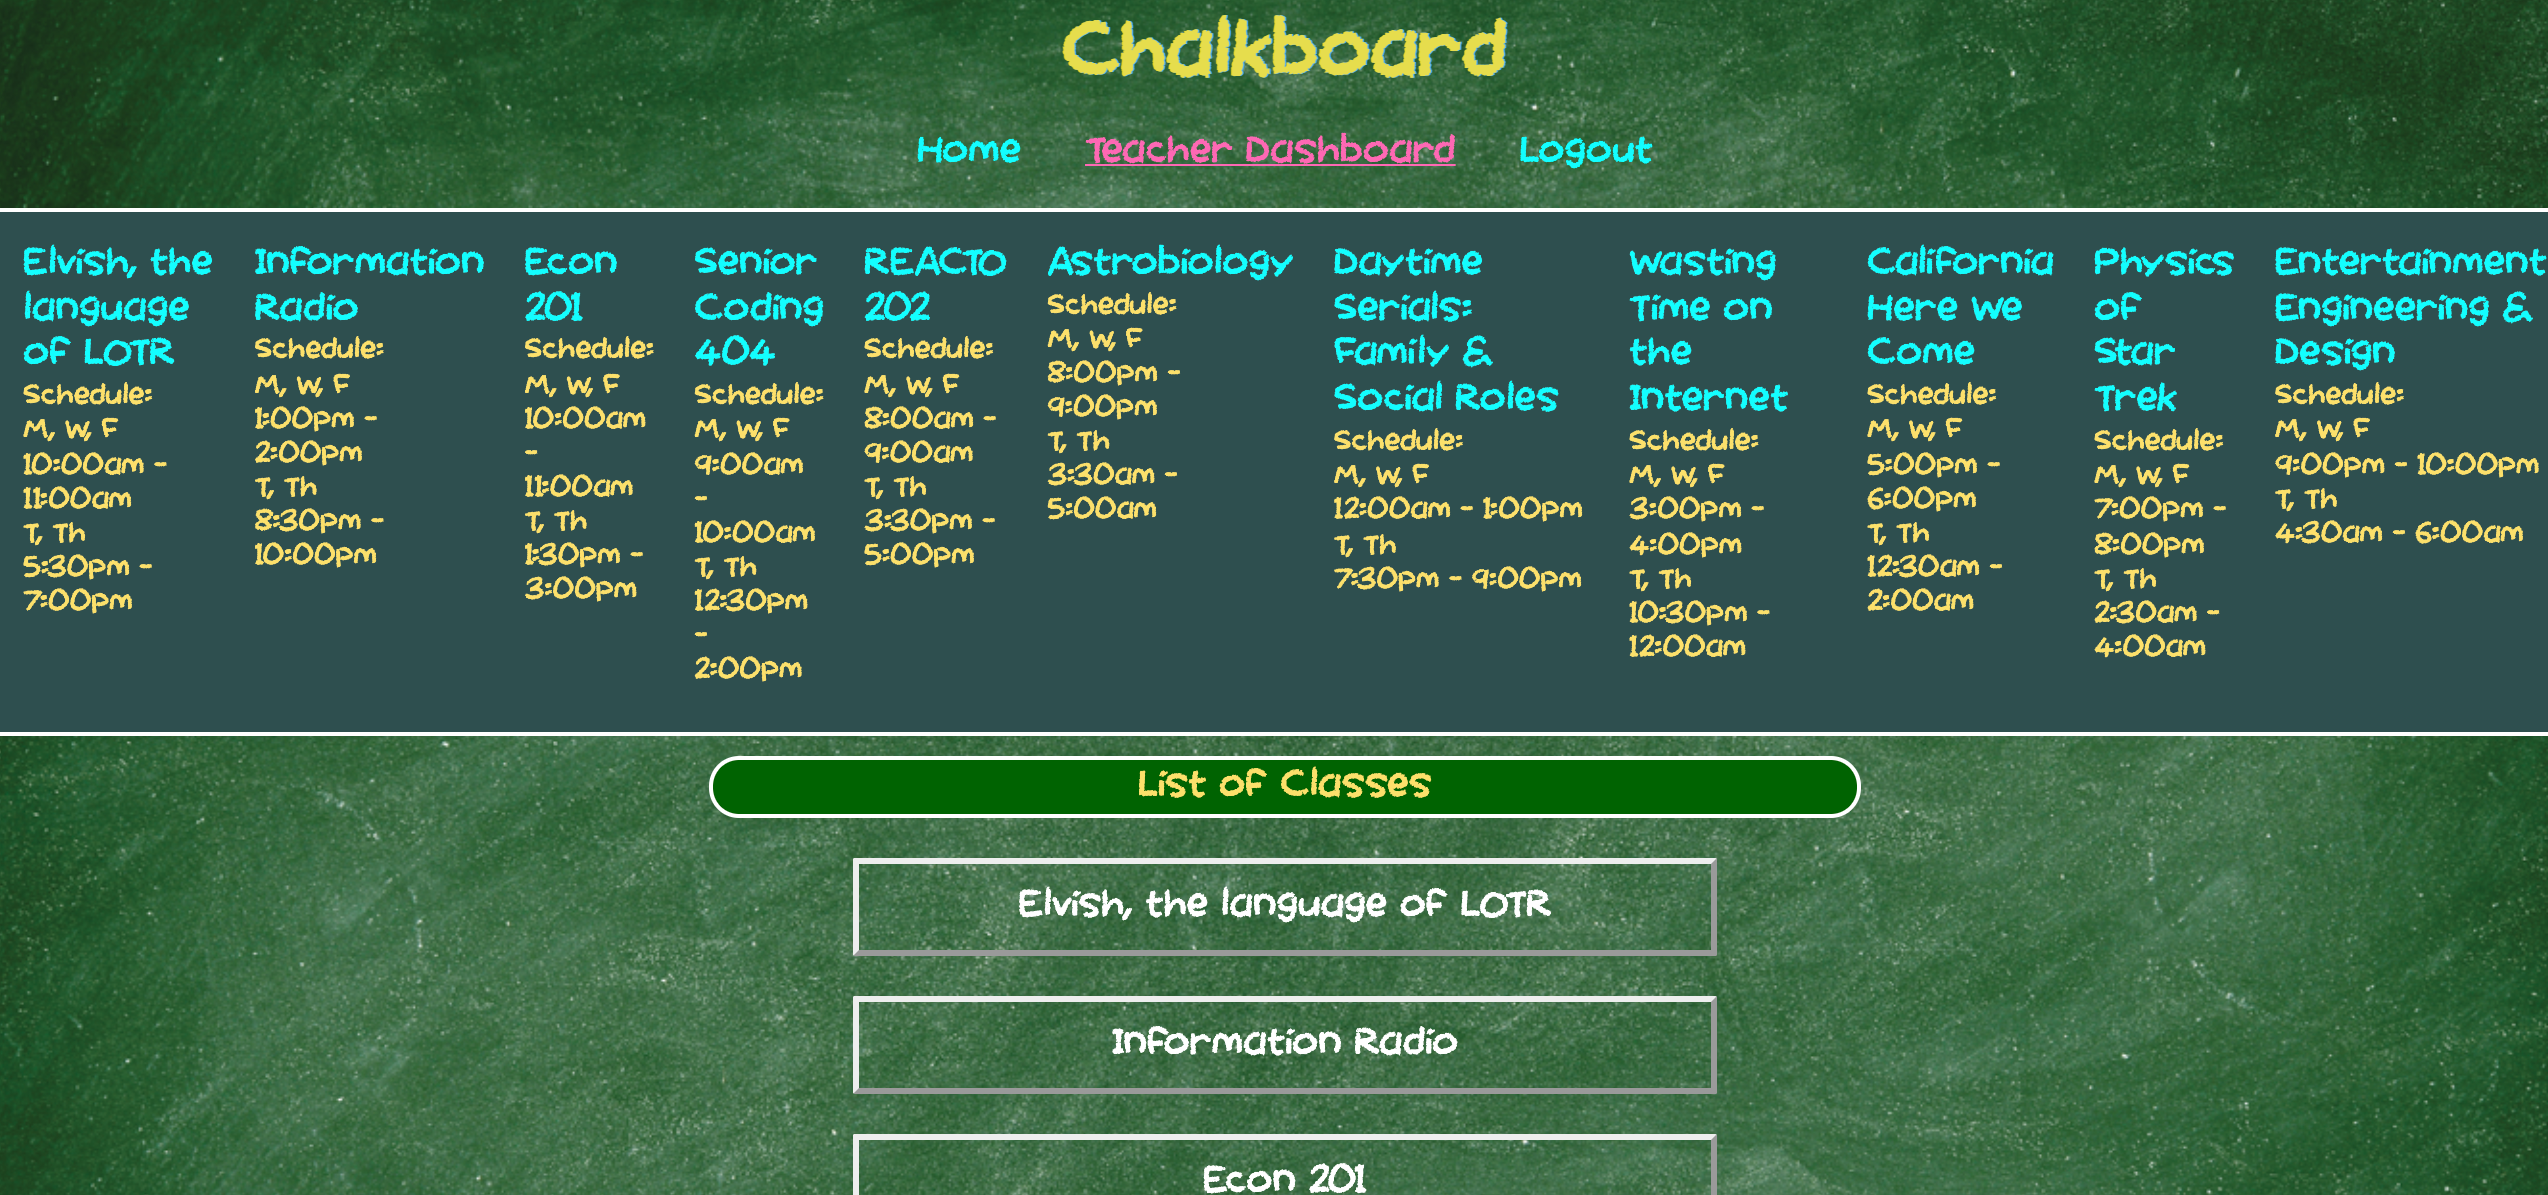 Chalkboard
Home
Teacher Dashboard
Logout
Elvish, the
language
of LOTR
Schedule:
M, W, F
10:00am -
11:00am
T, Th
5:30pm -
7:00pm
Information
Radio
Schedule:
M, W, F
1:00pm -
2:00pm
T, Th
8:30pm -
10:00pm
Econ
201
Schedule:
M, W, F
10:00am
-
11:00am
T, Th
1:30pm -
3:00pm
Senior
Coding
404
Schedule:
M, W, F
9:00am
-
10:00am
T, Th
12:30pm
-
2:00pm
REACTO
202
Schedule:
M, W, F
8:00am -
9:00am
T, Th
3:30pm -
5:00pm
Astrobiology
Schedule:
M, W, F
8:00pm -
9:00pm
T, Th
3:30am -
5:00am
Daytime
Serials:
Family &
Social Roles
Schedule:
M, W, F
12:00am - 1:00pm
T, Th
7:30pm - 9:00pm
Wasting
Time on
the
Internet
Schedule:
M, W, F
3:00pm -
4:00pm
T, Th
10:30pm -
12:00am
California
Here We
Come
Schedule:
M, W, F
5:00pm -
6:00pm
T, Th
12:30am -
2:00am
Physics
of
Star
Trek
Schedule:
M, W, F
7:00pm -
8:00pm
T, Th
2:30am -
4:00am
Entertainment
Engineering &
Design
Schedule:
M, W, F
9:00pm - 10:00pm
T, Th
4:30am - 6:00am
List of Classes
Elvish, the language of LOTR
Information Radio
Econ 201